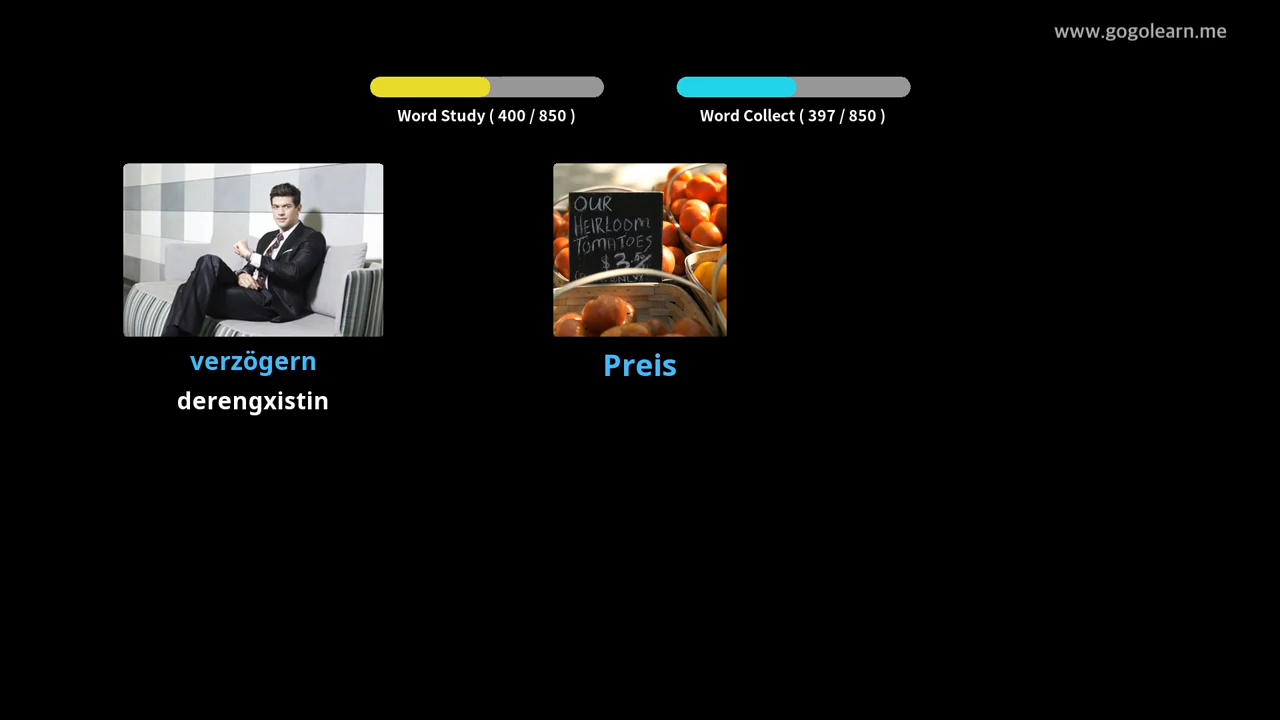 www.gogolearn.me
Word Study ( 400 / 850 )
Word Collect ( 397 / 850 )
OUR
HEIRLOOM
TOMATOES
verzögern
Preis
derengxistin